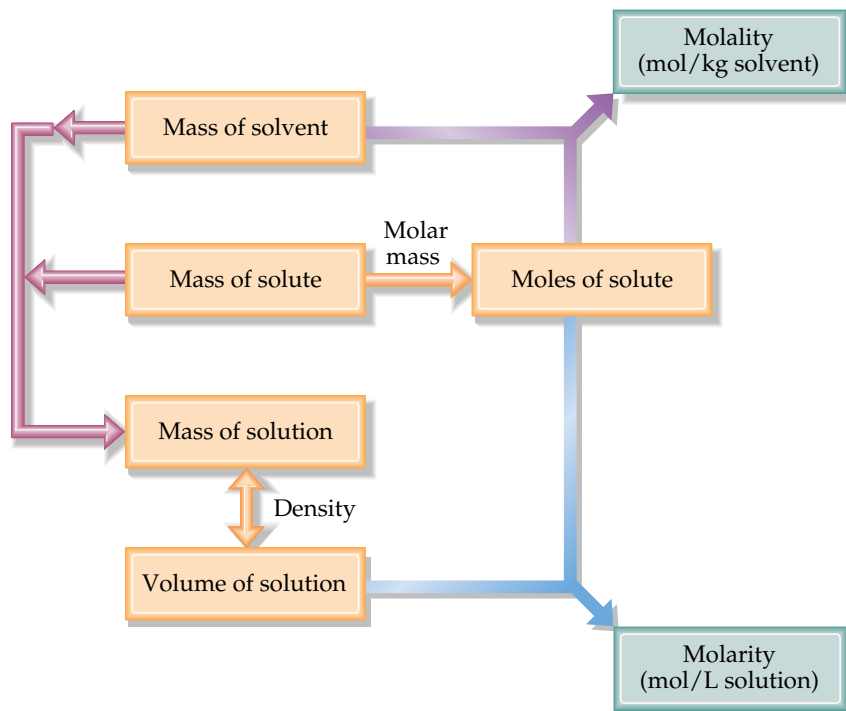 Molality
(mol/kg solvent)
Mass of solvent
Molar
mass
Mass of solute
Moles of solute
Mass of solution
Density
Volume of solution
Molarity
(mol/L solution)